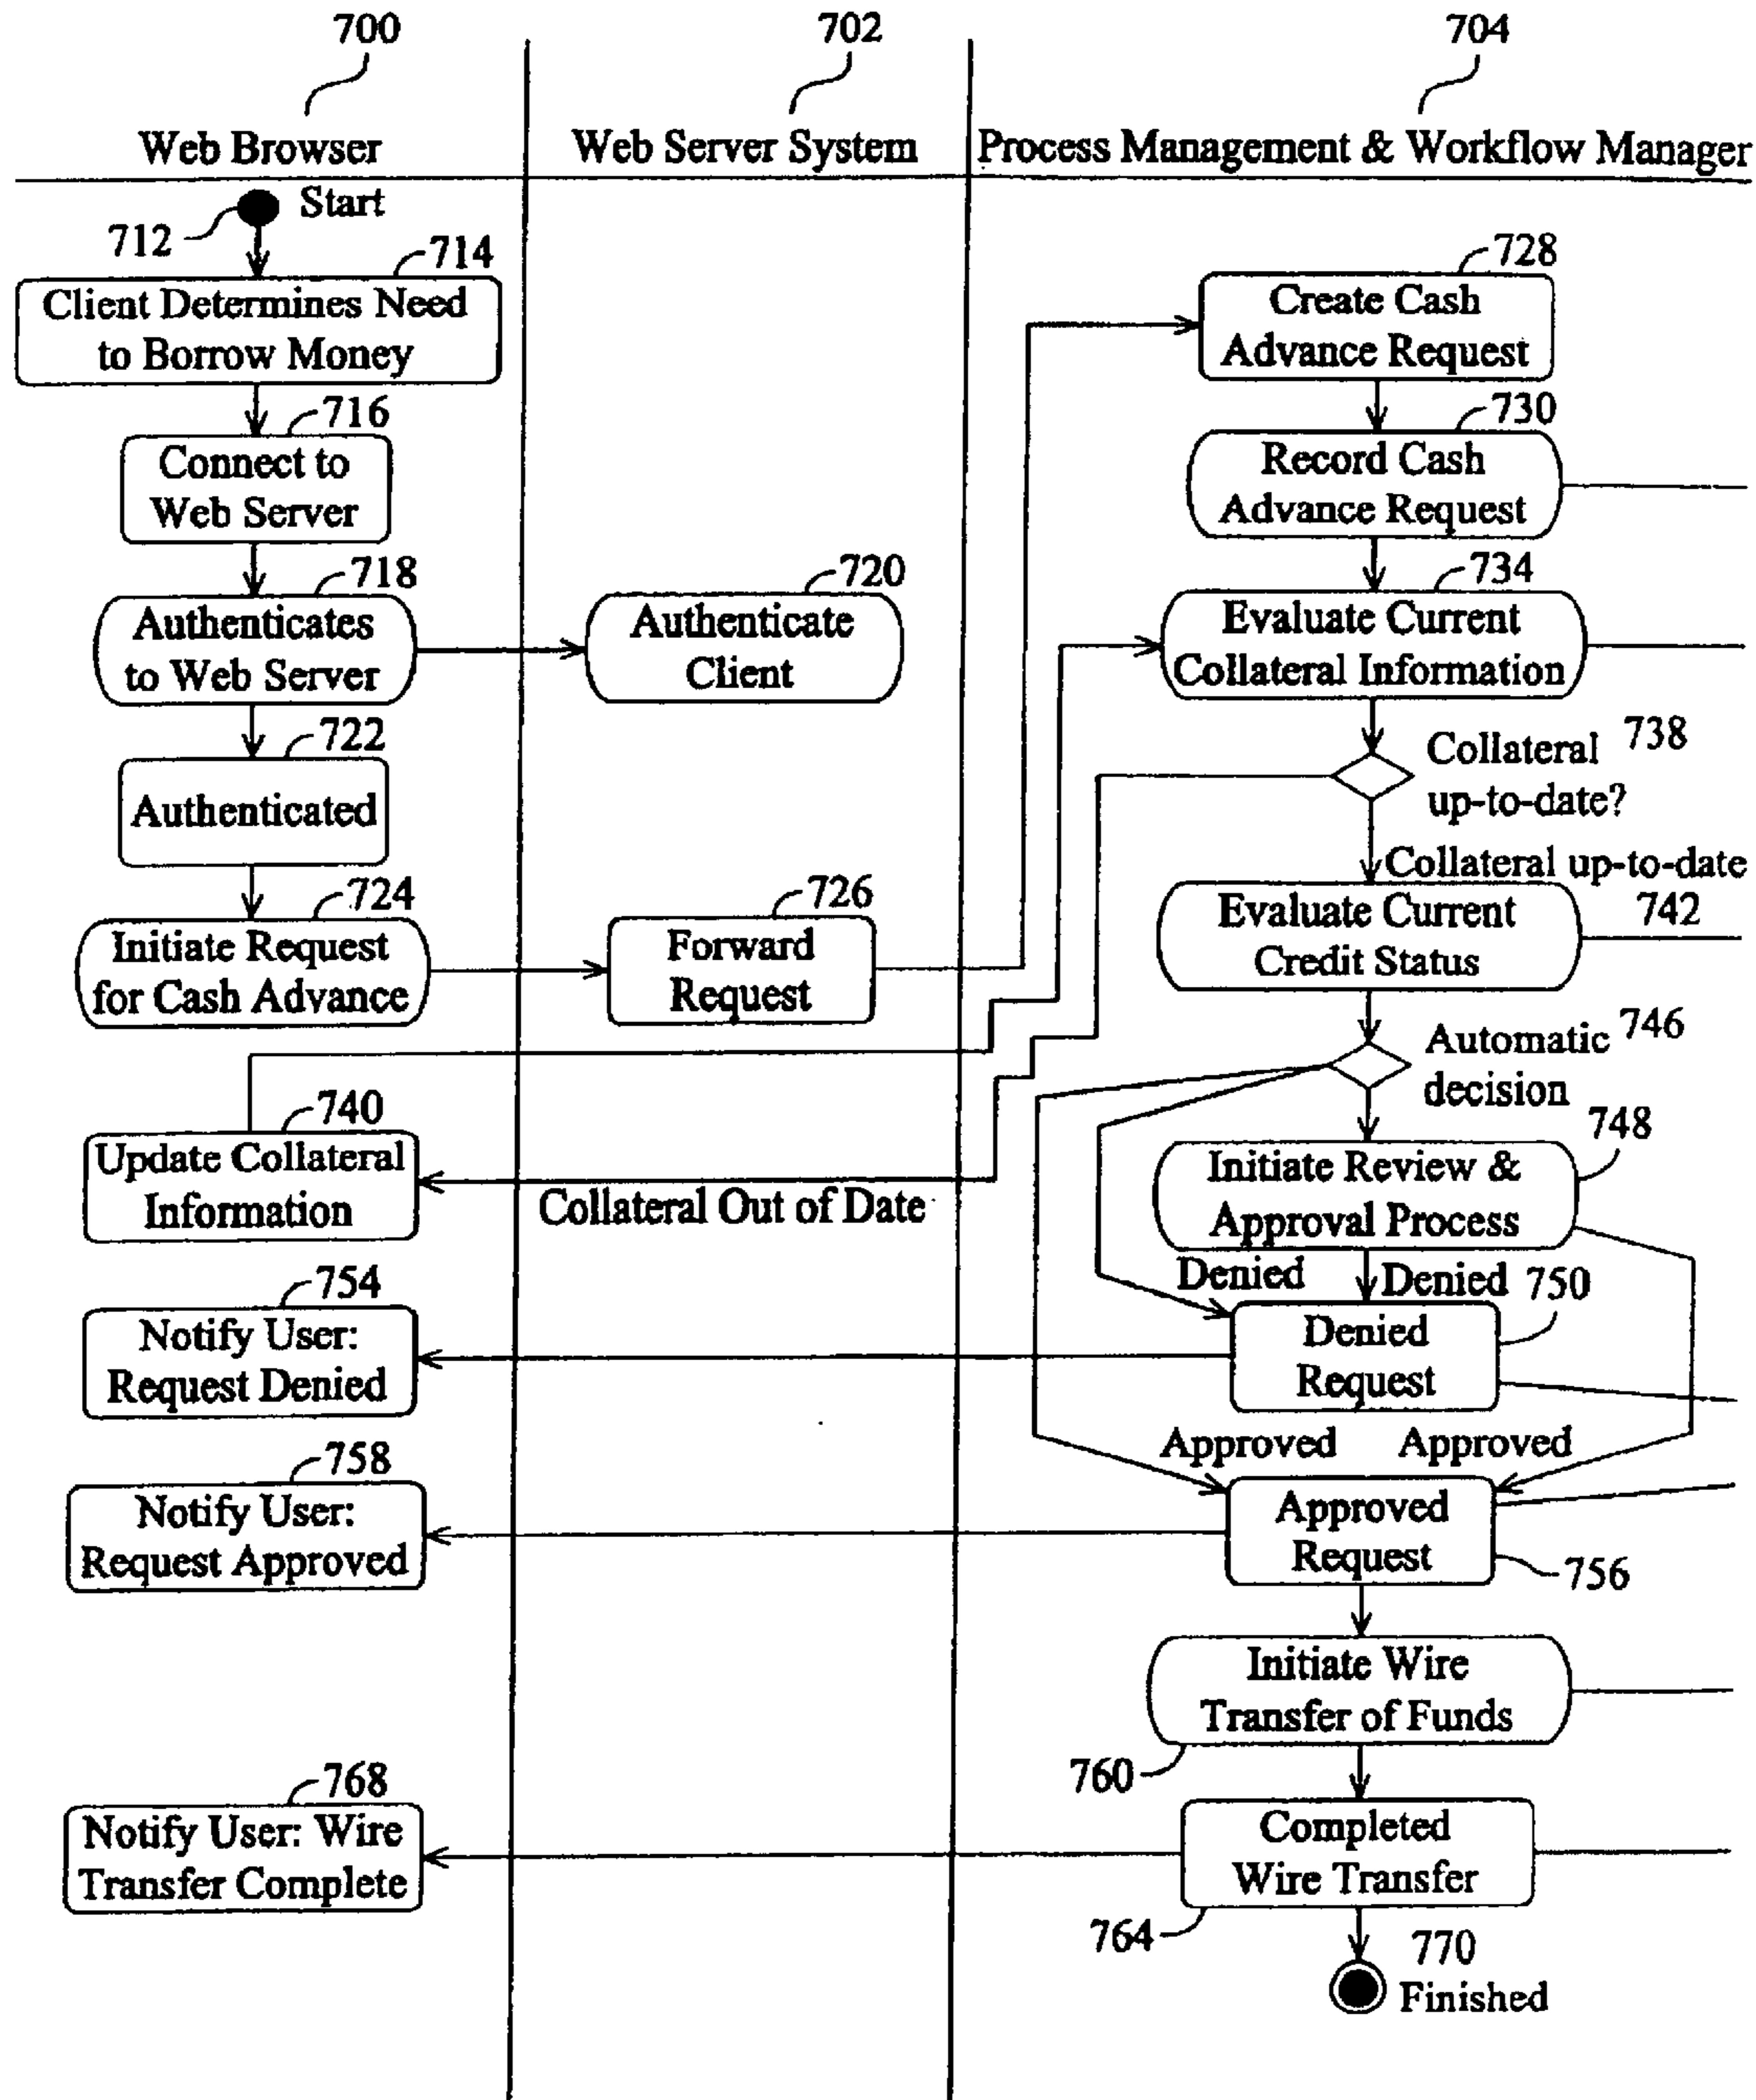 700
702
704
Web Browser
Web Server System
Process Management & Workflow Manager
Start
712
714
Client Determines Need
to Borrow Money
716
Connect to
Web Server
718
Authenticates
to Web Server
720
Authenticate
Client
722
Authenticated
724
Initiate Request
for Cash Advance
726
Forward
Request
728
Create Cash
Advance Request
730
Record Cash
Advance Request
734
Evaluate Current
Collateral Information
Collateral 738
up-to-date?
Collateral up-to-date
Evaluate Current
Credit Status
742
Automatic 746
decision
740
Update Collateral
Information
Collateral Out of Date
748
Initiate Review &
Approval Process
Denied
Denied
750
Denied
Request
754
Notify User:
Request Denied
Approved
Approved
758
Notify User:
Request Approved
Approved
Request
756
Initiate Wire
Transfer of Funds
760
768
Notify User: Wire
Transfer Complete
Completed
Wire Transfer
764
770
Finished